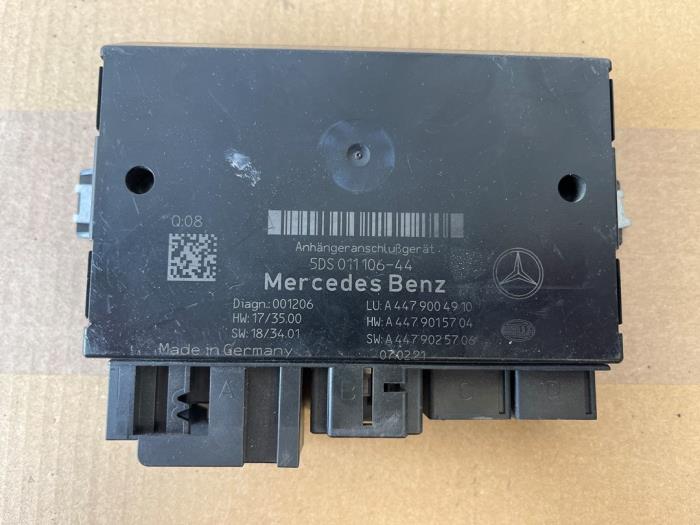 Q:08
Anhängeranschlußgerät
5DS 011 106-44
Mercedes Benz
Diagn.: 001206
HW: 17/35.00
SW: 18/34.01
LU: A 447 900 49 10
HW: A 447 901 57 04
SW: A 447 902 57 06
07.02.21
Made in Germany
HELLA
A
B
C
D